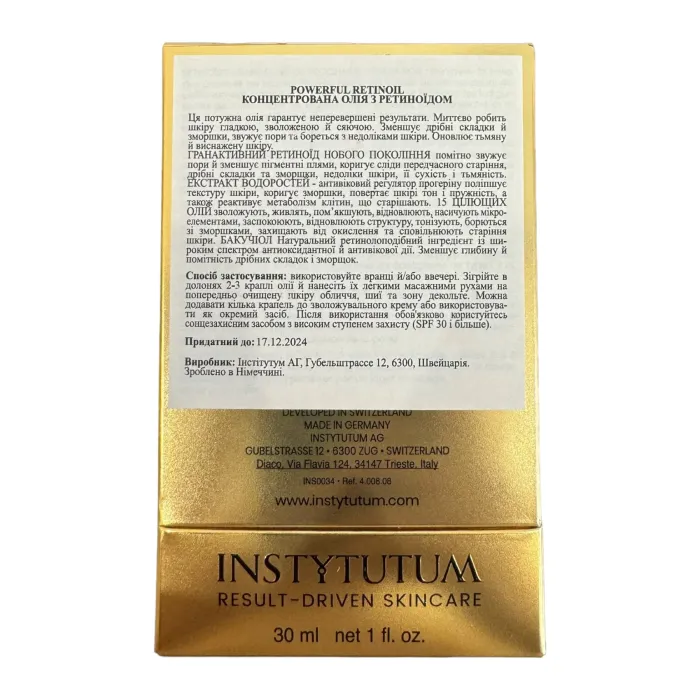 POWERFUL RETINOIL
КОНЦЕНТРОВАНА ОЛІЯ З РЕТИНОЇДОМ
Ця потужна олія гарантує неперевершені результати. Миттєво робить
шкіру гладкою, зволоженою й сяючою. Зменшує дрібні складки й
зморшки, звужує пори та бореться з недоліками шкіри. Оновлює тьмяну
й виснажену шкіру.
ГРАНАКТИВНИЙ РЕТИНОЇД НОВОГО ПОКОЛІННЯ помітно звужує
пори й зменшує пігментні плями, коригує сліди передчасного старіння,
дрібні складки та зморшки, недоліки шкіри, її сухість і тьмяність.
ЕКСТРАКТ ВОДОРОСТЕЙ - антивіковий регулятор прогеріну поліпшує
текстуру шкіри, коригує зморшки, повертає шкірі тон і пружність, а
також реактивує метаболізм клітин, що старішають. 15 ЦІЛЮЩИХ
ОЛІЙ зволожують, живлять, пом’якшують, відновлюють, насичують мікро-
елементами, заспокоюють, відновлюють структуру, тонізують, борються
зі зморшками, захищають від окислення та сповільнюють старіння
шкіри. БАКУЧІОЛ Натуральний ретинолоподібний інгредієнт із ши-
роким спектром антиоксидантної й антивікової дії. Зменшує глибину й
помітність дрібних складок і зморщок.
Спосіб застосування: використовуйте вранці й/або ввечері. Зігрійте в
долонях 2-3 краплі олії й нанесіть їх легкими масажними рухами на
попередньо очищену шкіру обличчя, шиї та зону декольте. Можна
додавати кілька крапель до зволожувального крему або використовува-
ти як окремий засіб. Після використання обов'язково користуйтесь
сонцезахисним засобом з високим ступенем захисту (SPF 30 і більше).
Придатний до: 17.12.2024
Виробник: Інстітутум АГ, Губельштрассе 12, 6300, Швейцарія.
Зроблено в Німеччині.
DEVELOPED IN SWITZERLAND
MADE IN GERMANY
INSTYTUTUM AG
GUBELSTRASSE 12 • 6300 ZUG • SWITZERLAND
Diaco, Via Flavia 124, 34147 Trieste, Italy
INS0034 • Ref. 4.006.06
www.instytutum.com
INSTYTUTUM
RESULT-DRIVEN SKINCARE
30 ml net 1 fl. oz.